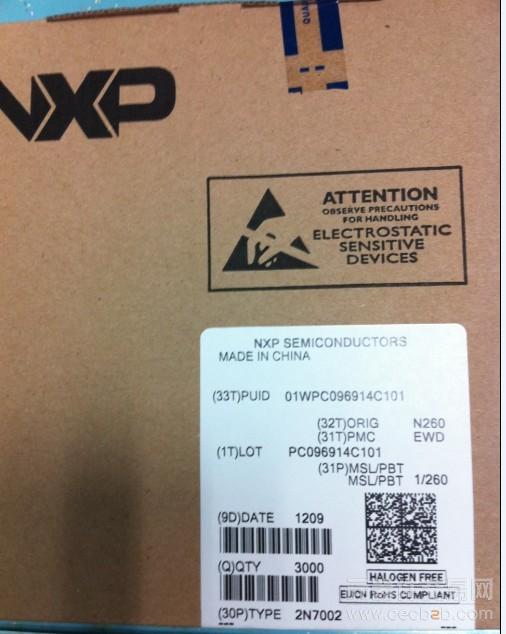 NXP
ATTENTION
OBSERVE PRECAUTIONS
FOR HANDLING
ELECTROSTATIC
SENSITIVE
DEVICES
NXP SEMICONDUCTORS
MADE IN CHINA
(33T)PUID 01WPC096914C101
(32T)ORIG N260
(31T)PMC EWD
(1T)LOT PC096914C101
(31P)MSL/PBT
MSL/PBT 1/260
(9D)DATE 1209
(Q)QTY 3000
HALOGEN FREE
EU/CN RoHS COMPLIANT
(30P)TYPE 2N7002
www.cecb2b.com